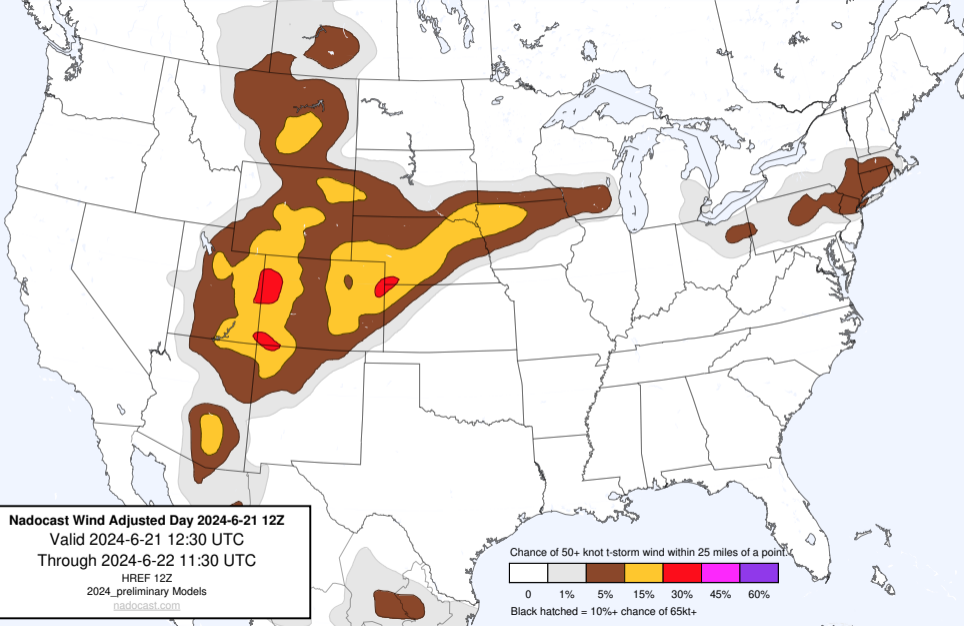 Nadocast Wind Adjusted Day 2024-6-21 12Z
Valid 2024-6-21 12:30 UTC
Through 2024-6-22 11:30 UTC
HREF 12Z
2024_preliminary Models
nadocast.com
Chance of 50+ knot t-storm wind within 25 miles of a point.
0 1% 5% 15% 30% 45% 60%
Black hatched = 10%+ chance of 65kt+